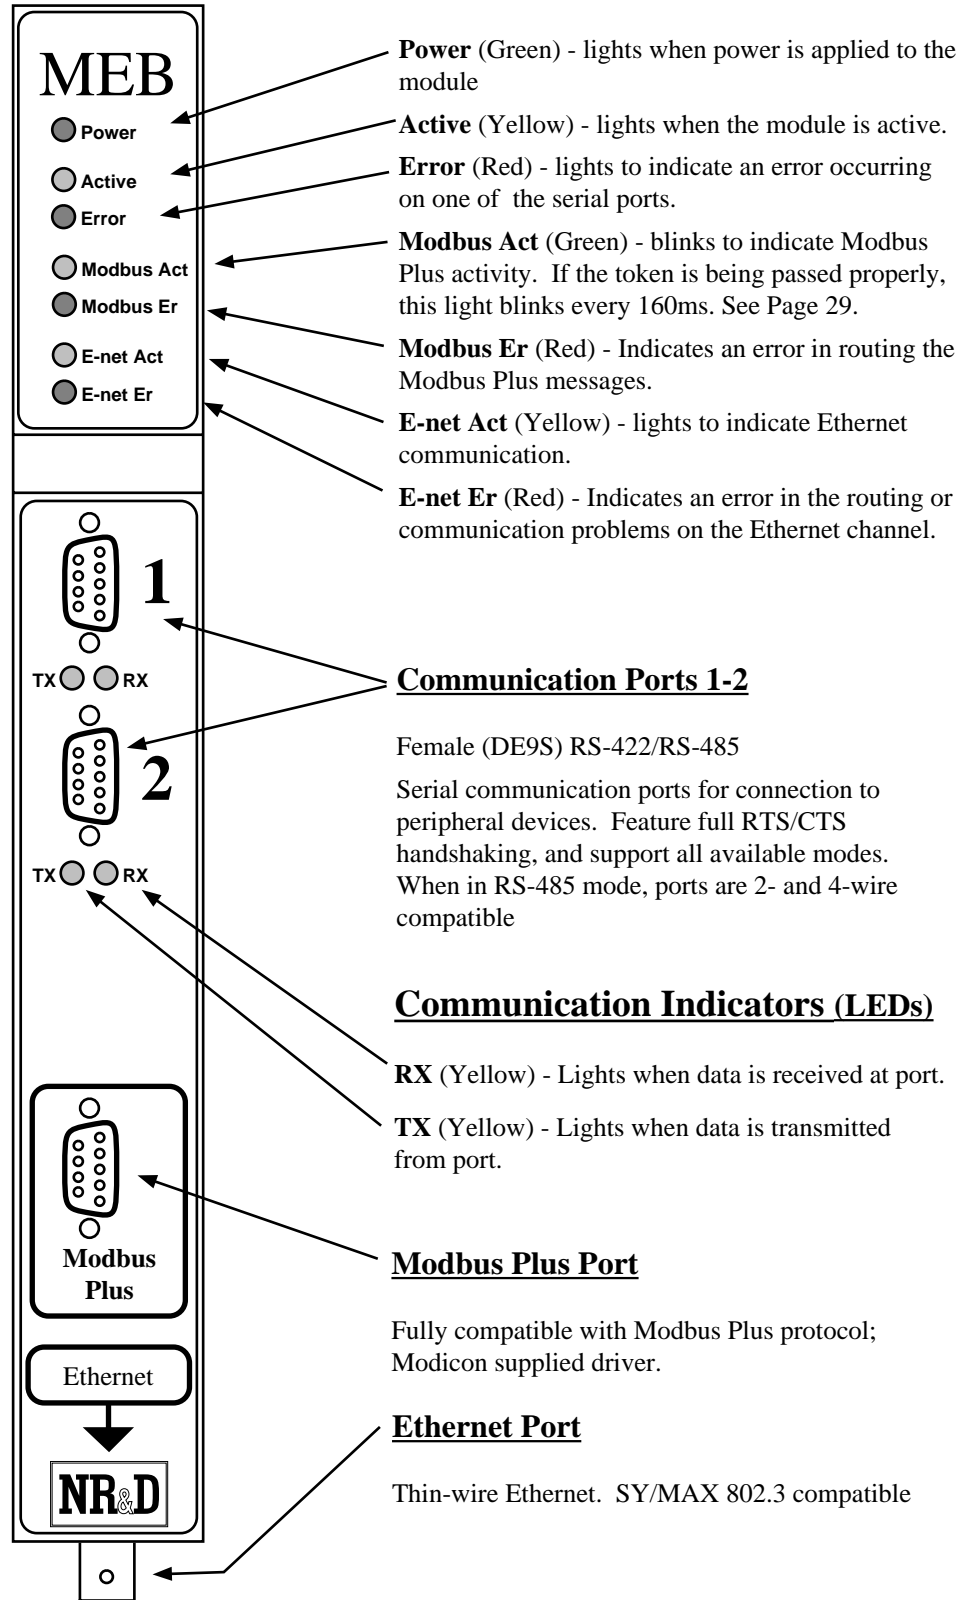 MEB
Power
Active
Error
Modbus Act
Modbus Er
E-net Act
E-net Er
1
TX RX
2
TX RX
Modbus
Plus
Ethernet
NR&D
Power (Green) - lights when power is applied to the
module
Active (Yellow) - lights when the module is active.
Error (Red) - lights to indicate an error occurring
on one of  the serial ports.
Modbus Act (Green) - blinks to indicate Modbus
Plus activity.  If the token is being passed properly,
this light blinks every 160ms. See Page 29.
Modbus Er (Red) - Indicates an error in routing the
Modbus Plus messages.
E-net Act (Yellow) - lights to indicate Ethernet
communication.
E-net Er (Red) - Indicates an error in the routing or
communication problems on the Ethernet channel.
Communication Ports 1-2
Female (DE9S) RS-422/RS-485
Serial communication ports for connection to
peripheral devices.  Feature full RTS/CTS
handshaking, and support all available modes.
When in RS-485 mode, ports are 2- and 4-wire
compatible
Communication Indicators (LEDs)
RX (Yellow) - Lights when data is received at port.
TX (Yellow) - Lights when data is transmitted
from port.
Modbus Plus Port
Fully compatible with Modbus Plus protocol;
Modicon supplied driver.
Ethernet Port
Thin-wire Ethernet.  SY/MAX 802.3 compatible